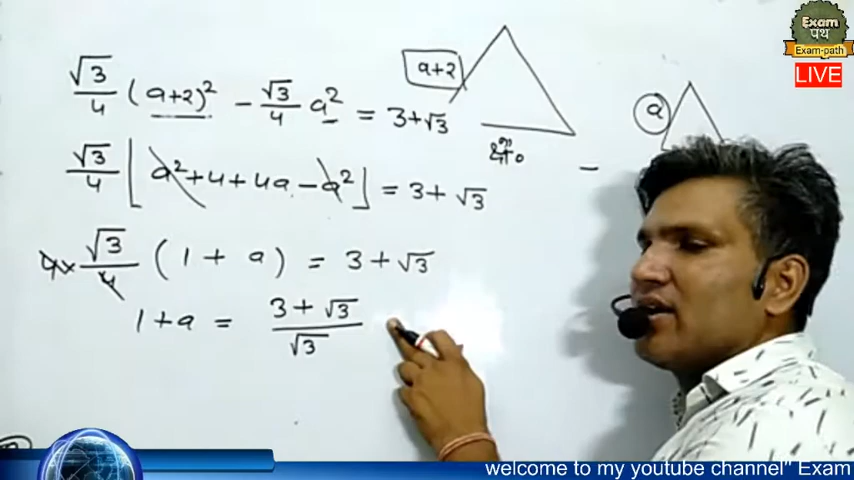 √3/4 (a+2)² - √3/4 a² = 3+√3
√3/4 [a²+4+4a-a²] = 3+√3
4×√3/4 (1+a) = 3+√3
1+a = 3+√3/√3
a+2
क्षे०
-
a
Exam
पथ
Exam-path
LIVE
welcome to my youtube channel" Exam